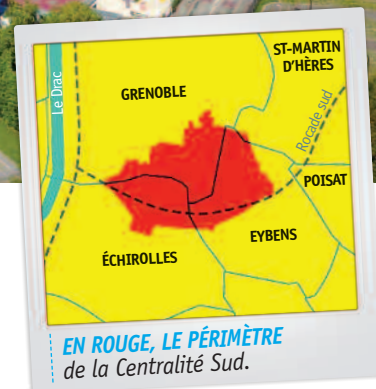 ST-MARTIN
D'HÈRES
Le Drac
GRENOBLE
Rocade sud
POISAT
EYBENS
ÉCHIROLLES
EN ROUGE, LE PÉRIMÈTRE
de la Centralité Sud.